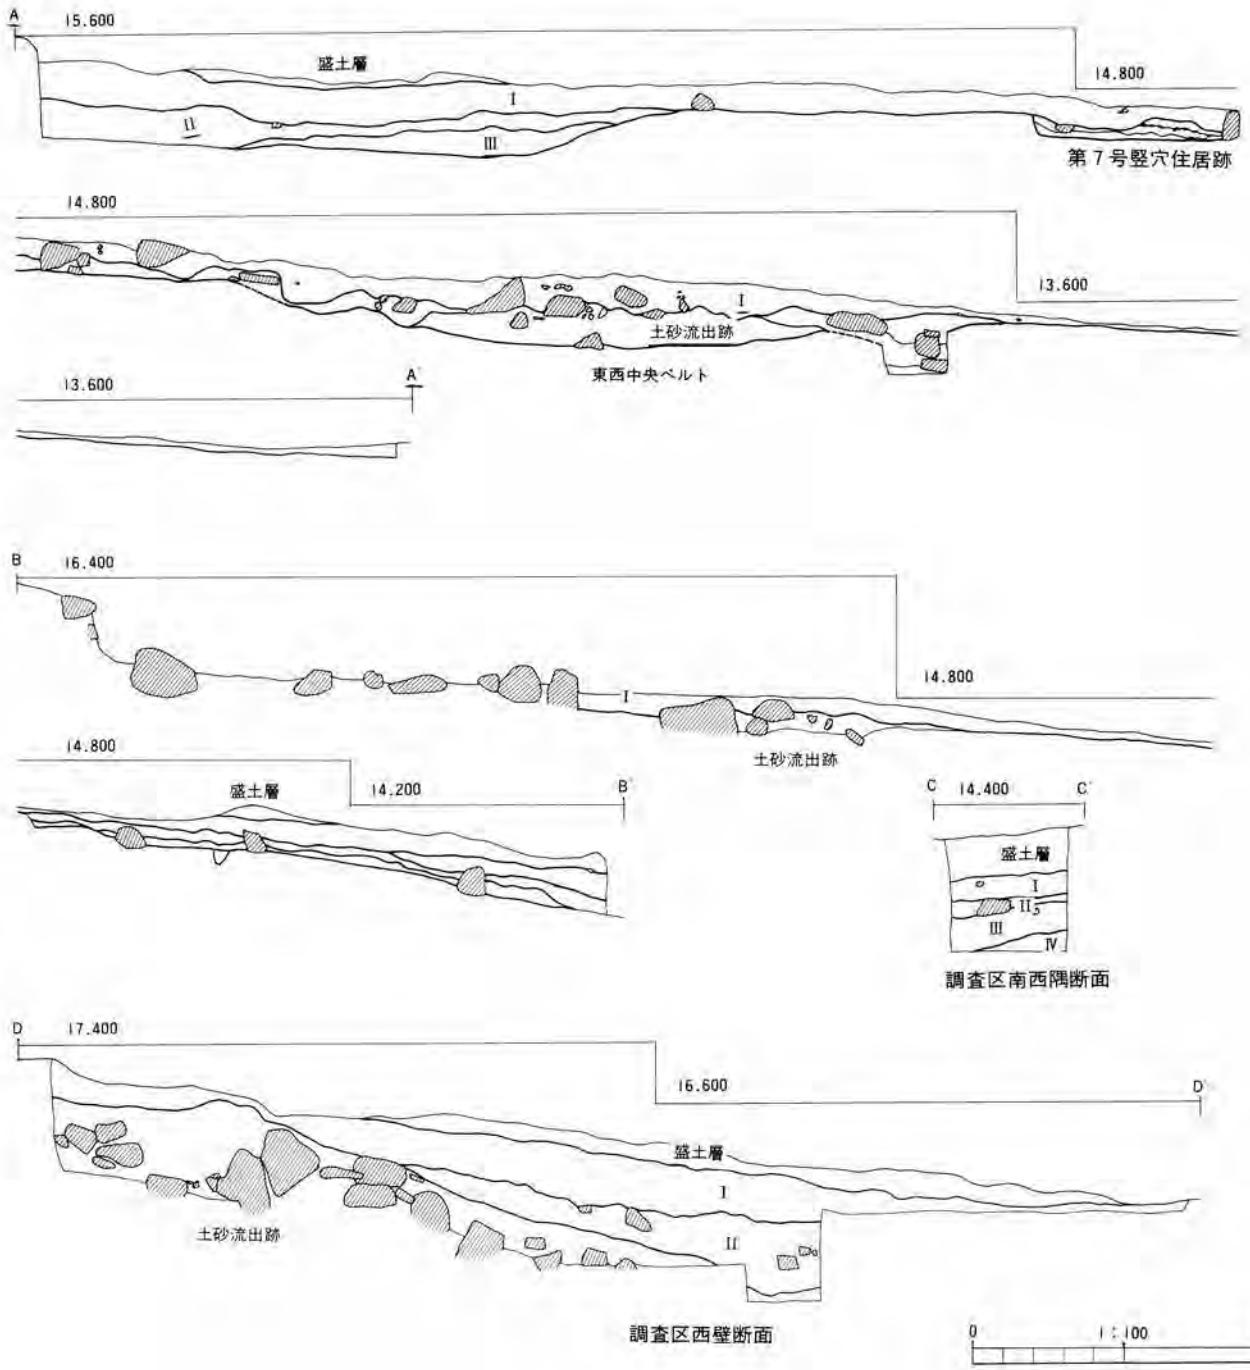 A
15.600
盛土層
14.800
I
II
III
第7号竪穴住居跡
14.800
13.600
I
土砂流出跡
東西中央ベルト
13.600
A'
B
16.400
14.800
I
土砂流出跡
14.800
盛土層
14.200
B'
C
14.400
C'
盛土層
I
II3
III
IV
調査区南西隅断面
D
17.400
16.600
D'
盛土層
I
II
土砂流出跡
調査区西壁断面
0
1:100